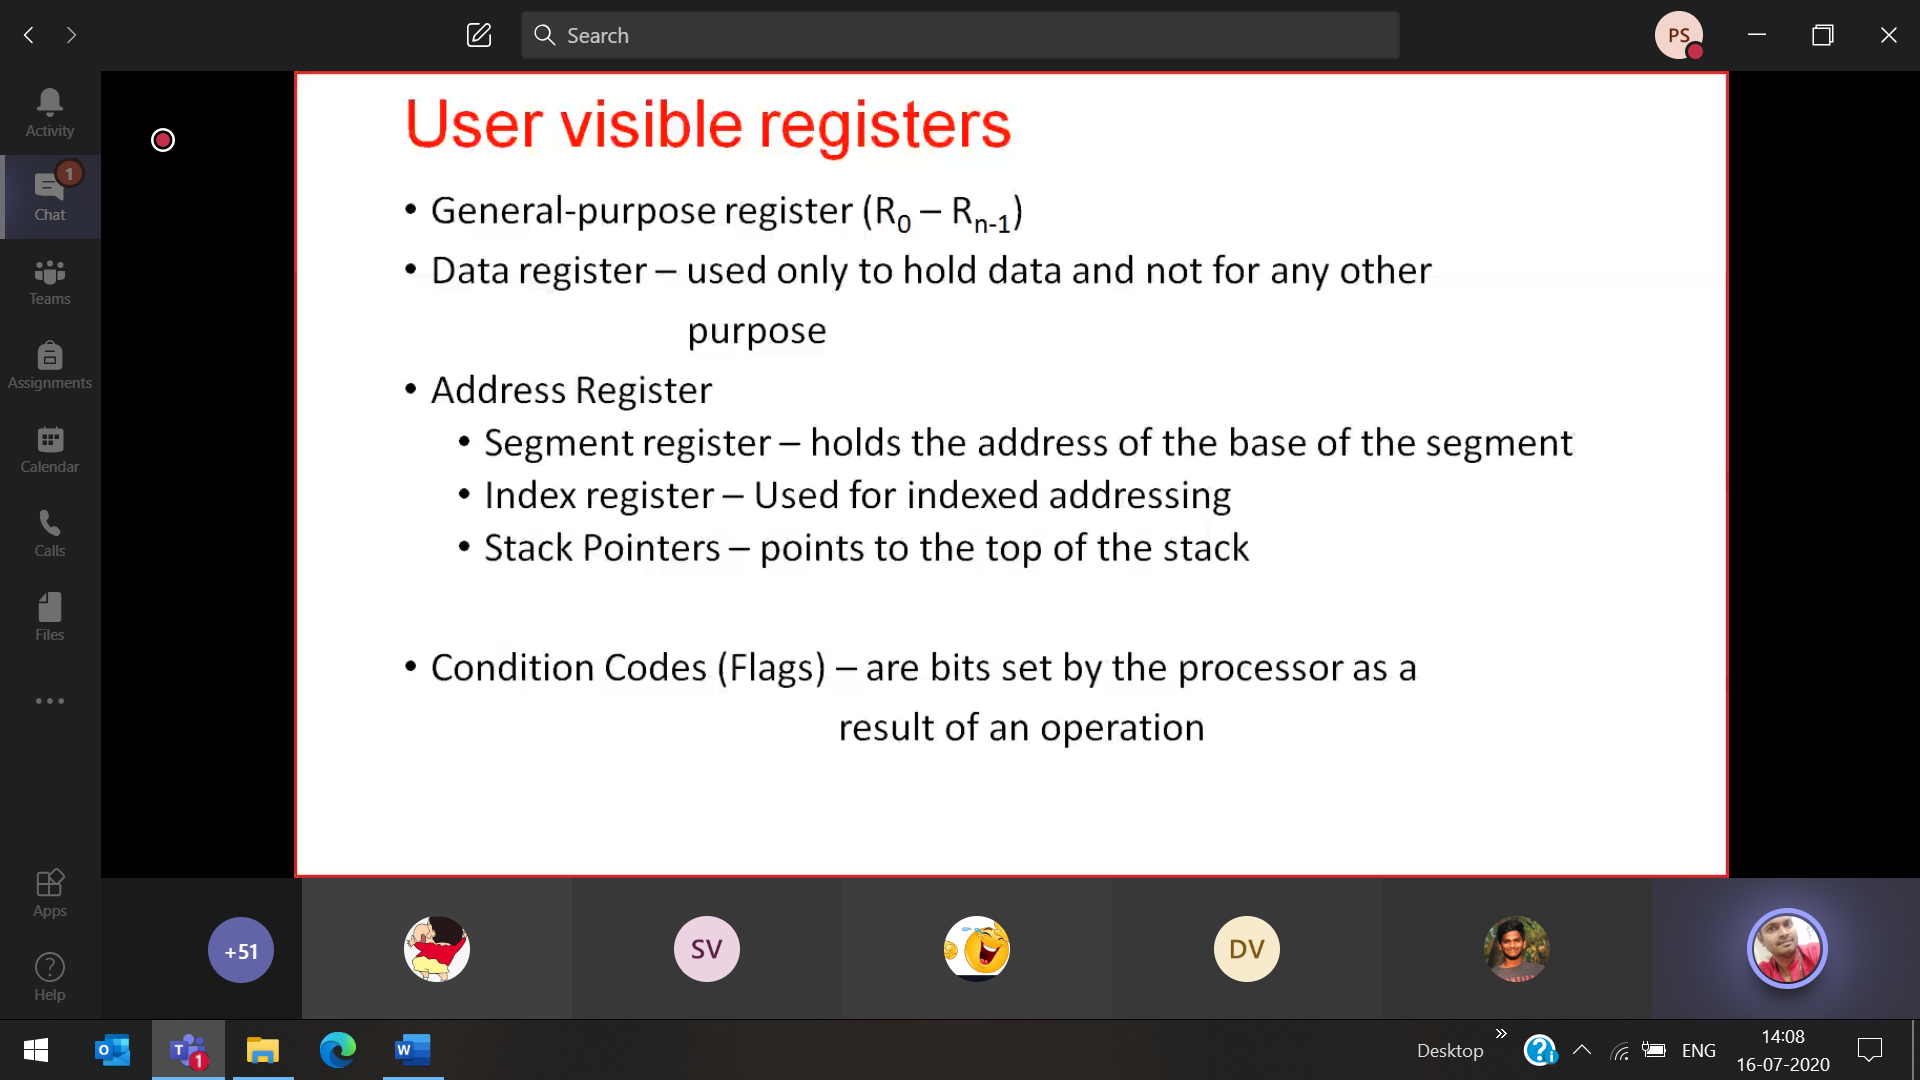 Search
PS
Activity
1
Chat
Teams
Assignments
Calendar
Calls
Files
Apps
Help
User visible registers
• General-purpose register (R0 – Rn-1)
• Data register – used only to hold data and not for any other
purpose
• Address Register
• Segment register – holds the address of the base of the segment
• Index register – Used for indexed addressing
• Stack Pointers – points to the top of the stack
• Condition Codes (Flags) – are bits set by the processor as a
result of an operation
+51
SV
DV
1
Desktop
ENG
14:08
16-07-2020